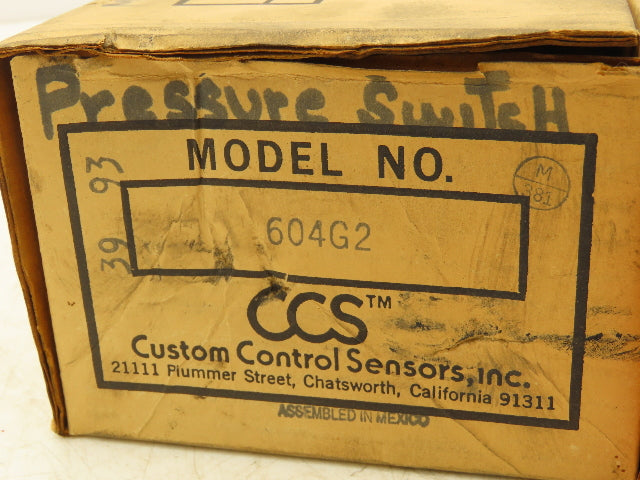 Pressure Switch
MODEL NO.
39 93
604G2
M
381
CCS™
Custom Control Sensors, inc.
21111 Plummer Street, Chatsworth, California 91311
ASSEMBLED IN MEXICO